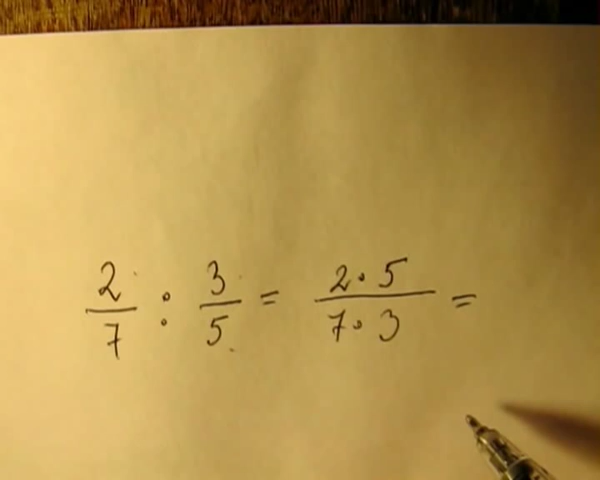 2/7 : 3/5 = 2·5/7·3 =